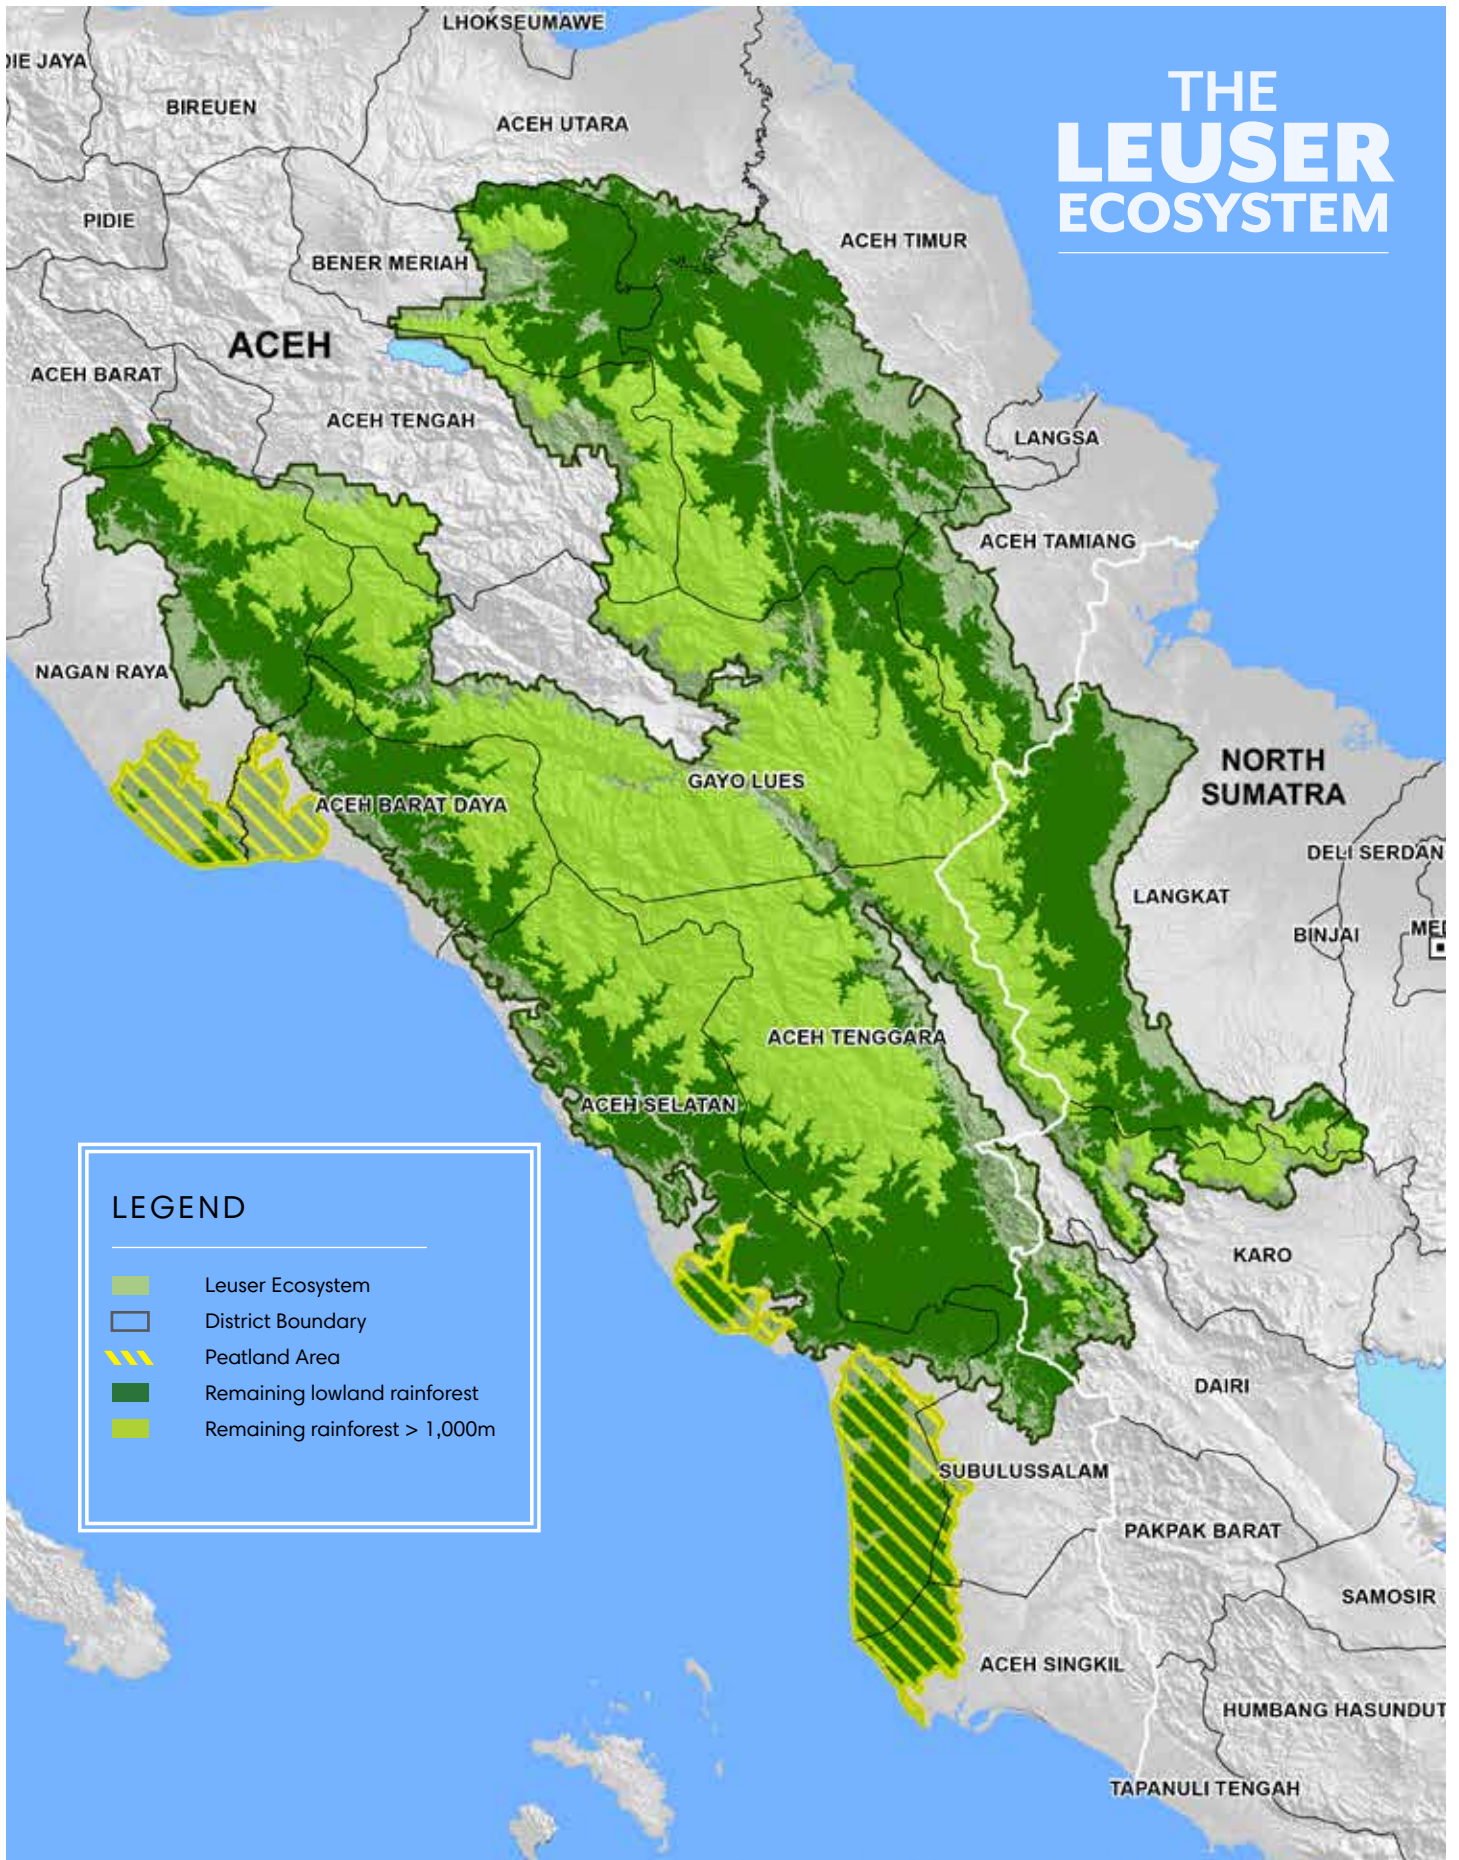 LHOKSEUMAWE
DIE JAYA
BIREUEN
ACEH UTARA
THE
LEUSER
ECOSYSTEM
PIDIE
ACEH TIMUR
BENER MERIAH
ACEH
ACEH BARAT
ACEH TENGAH
LANGSA
ACEH TAMIANG
NAGAN RAYA
NORTH
SUMATRA
GAYO LUES
ACEH BARAT DAYA
DELI SERDAN
LANGKAT
BINJAI
MED
ACEH TENGGARA
ACEH SELATAN
LEGEND
Leuser Ecosystem
District Boundary
Peatland Area
Remaining lowland rainforest
Remaining rainforest > 1,000m
KARO
DAIRI
SUBULUSSALAM
PAKPAK BARAT
SAMOSIR
ACEH SINGKIL
HUMBANG HASUNDUT
TAPANULI TENGAH